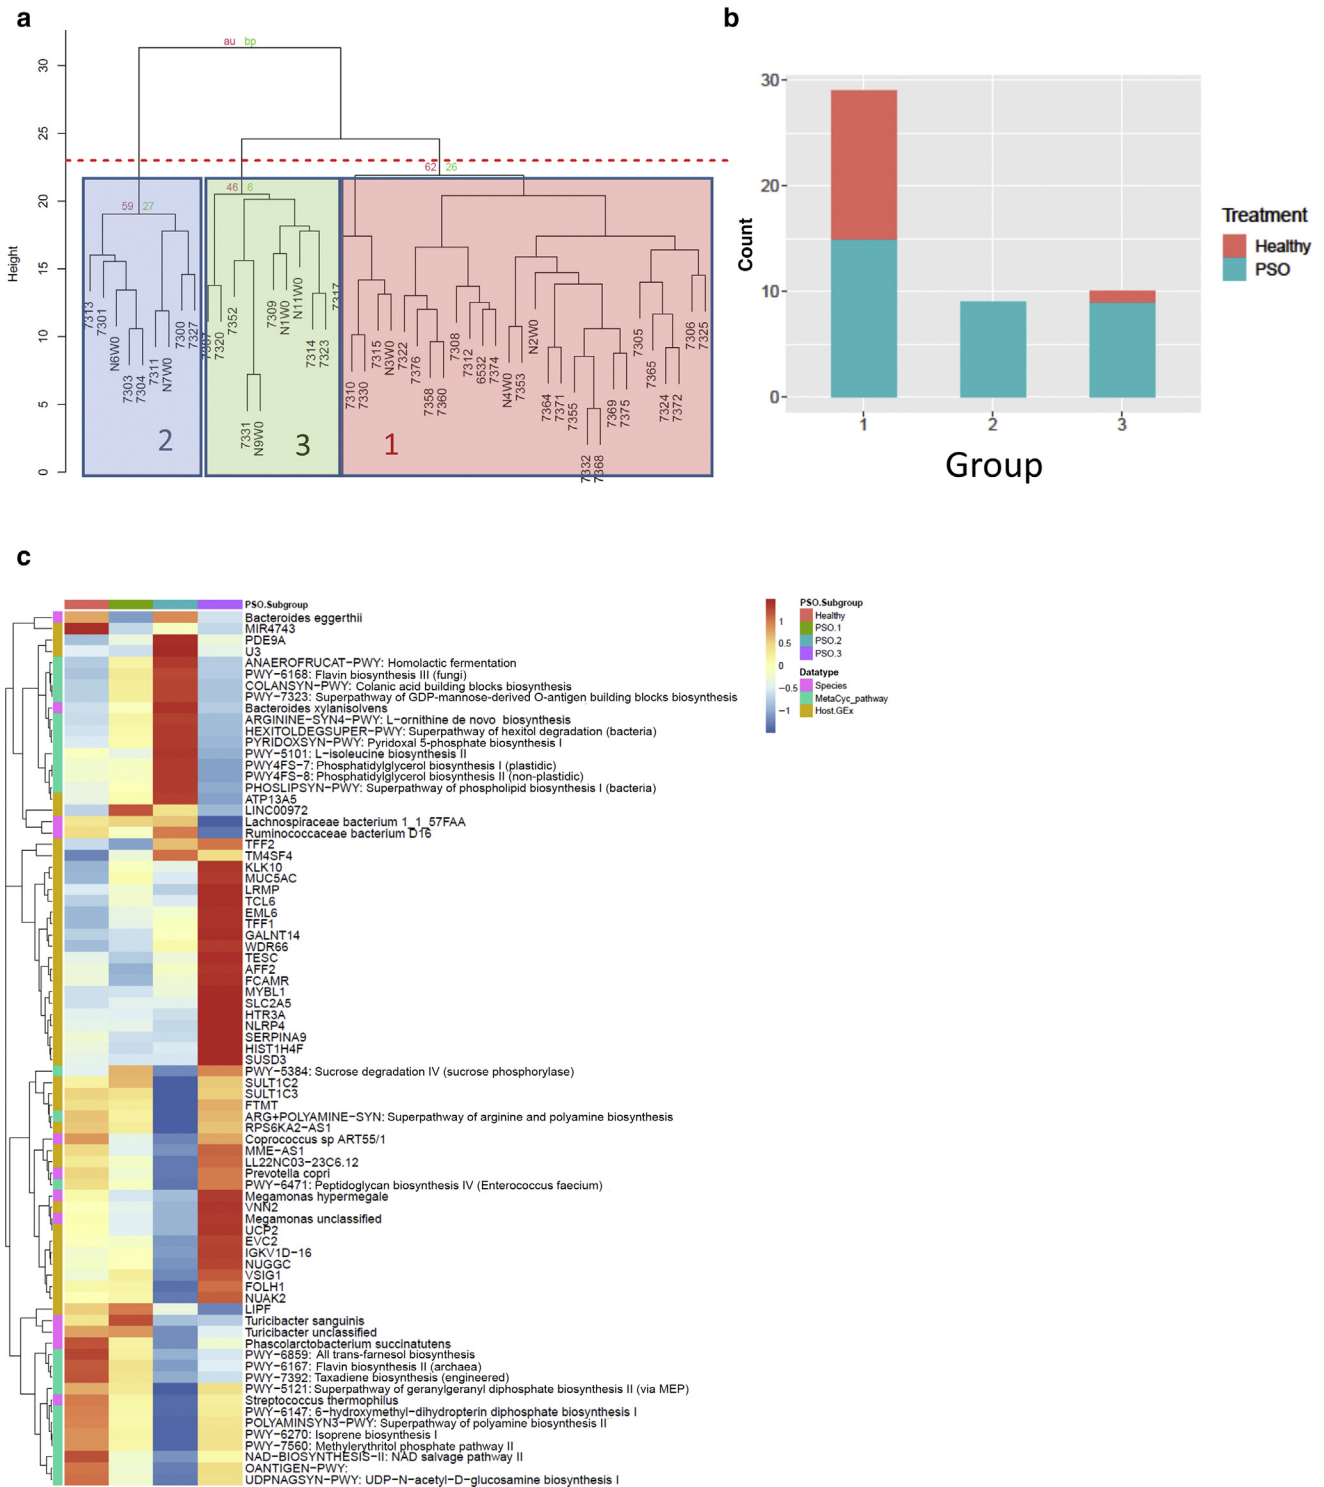 a
au bp
Height
30
25
20
15
10
5
0
62 26
46 6
59 27
7313
7301
N6W0
7303
7304
7311
N7W0
7300
7327
7320
7352
7331
N9W0
7309
N1W0
N11W0
7314
7323
7317
7310
7330
7315
N3W0
7322
7376
7358
7360
7308
7312
6532
7374
N4W0
7353
N2W0
7364
7371
7355
7332
7368
7369
7375
7305
7365
7324
7372
7306
7325
2
3
1
b
Count
30
20
10
0
1 2 3
Group
Treatment
Healthy
PSO
c
PSO.Subgroup
Bacteroides eggerthii
MIR4743
PDE9A
U3
ANAEROFRUCAT-PWY: Homolactic fermentation
PWY-6168: Flavin biosynthesis III (fungi)
COLANSYN-PWY: Colanic acid building blocks biosynthesis
PWY-7323: Superpathway of GDP-mannose-derived O-antigen building blocks biosynthesis
Bacteroides xylanisolvens
ARGININE-SYN4-PWY: L-ornithine de novo biosynthesis
HEXITOLDEGSUPER-PWY: Superpathway of hexitol degradation (bacteria)
PYRIDOXSYN-PWY: Pyridoxal 5-phosphate biosynthesis I
PWY-5101: L-isoleucine biosynthesis II
PWY4FS-7: Phosphatidylglycerol biosynthesis I (plastidic)
PWY4FS-8: Phosphatidylglycerol biosynthesis II (non-plastidic)
PHOSLIPSYN-PWY: Superpathway of phospholipid biosynthesis I (bacteria)
ATP13A5
LINC00972
Lachnospiraceae bacterium 1_1_57FAA
Ruminococcaceae bacterium D16
TFF2
TM4SF4
KLK10
MUC5AC
LRMP
TCL6
EML6
TFF1
GALNT14
WDR66
TESC
AFF2
FCAMR
MYBL1
SLC2A5
HTR3A
NLRP4
SERPINA9
HIST1H4F
SUSD3
PWY-5384: Sucrose degradation IV (sucrose phosphorylase)
SULT1C2
SULT1C3
FTMT
ARG+POLYAMINE-SYN: Superpathway of arginine and polyamine biosynthesis
RPS6KA2-AS1
Coprococcus sp ART55/1
MME-AS1
LL22NC03-23C6.12
Prevotella copri
PWY-6471: Peptidoglycan biosynthesis IV (Enterococcus faecium)
Megamonas hypermegale
VNN2
Megamonas unclassified
UCP2
EVC2
IGKV1D-16
NUGGC
VSIG1
FOLH1
NUAK2
LIPF
Turicibacter sanguinis
Turicibacter unclassified
Phascolarctobacterium succinatutens
PWY-6859: All trans-farnesol biosynthesis
PWY-6167: Flavin biosynthesis II (archaea)
PWY-7392: Taxadiene biosynthesis (engineered)
PWY-5121: Superpathway of geranylgeranyl diphosphate biosynthesis II (via MEP)
Streptococcus thermophilus
PWY-6147: 6-hydroxymethyl-dihydropterin diphosphate biosynthesis I
POLYAMINSYN3-PWY: Superpathway of polyamine biosynthesis II
PWY-6270: Isoprene biosynthesis I
PWY-7560: Methylerythritol phosphate pathway II
NAD-BIOSYNTHESIS-II: NAD salvage pathway II
OANTIGEN-PWY:
UDPNAGSYN-PWY: UDP-N-acetyl-D-glucosamine biosynthesis I
1
0.5
0
-0.5
-1
PSO.Subgroup
Healthy
PSO.1
PSO.2
PSO.3
Datatype
Species
MetaCyc_pathway
Host.GEx